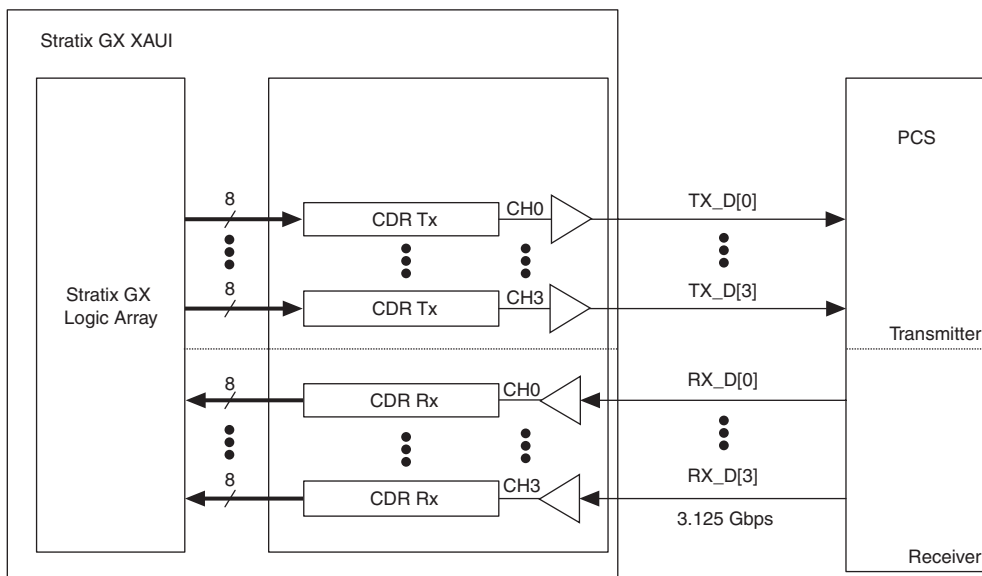 Stratix GX XAUI
PCS
8
CDR Tx
CH0
TX_D[0]
Stratix GX
Logic Array
8
CDR Tx
CH3
TX_D[3]
Transmitter
8
CDR Rx
CH0
RX_D[0]
8
CDR Rx
CH3
RX_D[3]
3.125 Gbps
Receiver